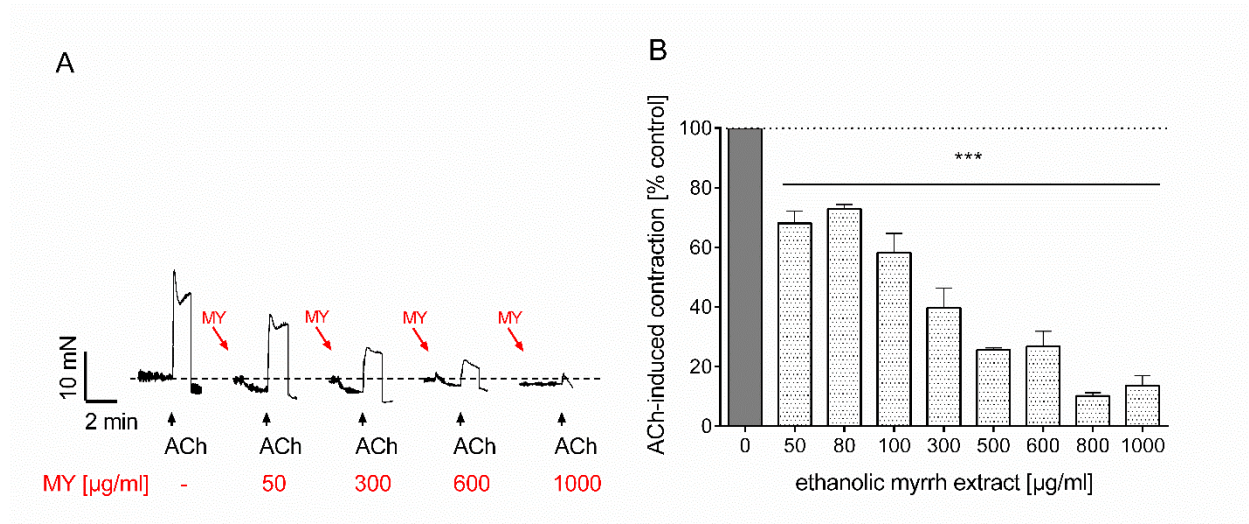 A
MY
MY
MY
MY
10 mN
2 min
ACh
ACh
ACh
ACh
ACh
MY [µg/ml]
-
50
300
600
1000
B
ACh-induced contraction [% control]
100
80
60
40
20
0
***
0
50
80
100
300
500
600
800
1000
ethanolic myrrh extract [µg/ml]